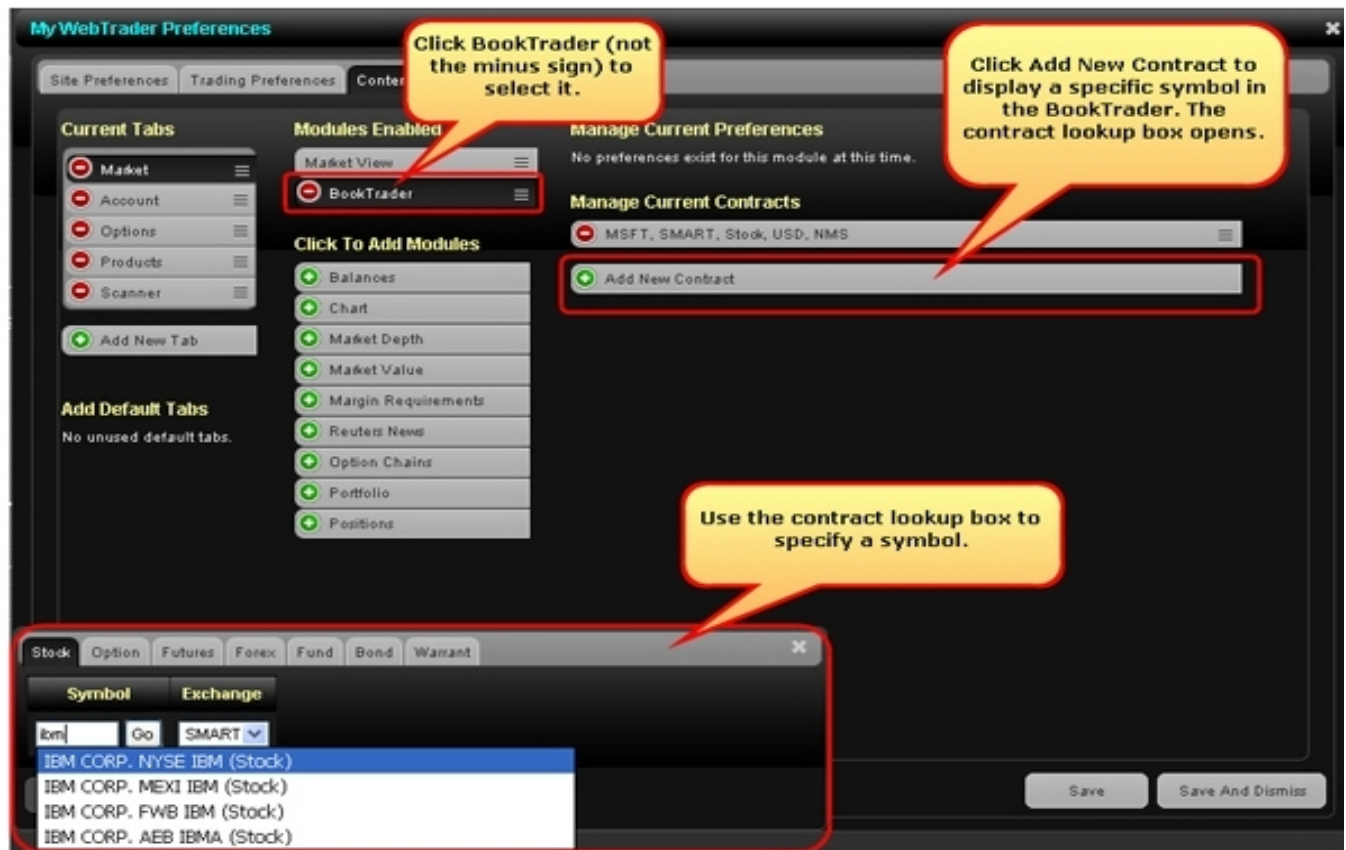 My WebTrader Preferences
Click BookTrader (not
the minus sign) to
select it.
Click Add New Contract to
display a specific symbol in
the BookTrader. The
contract lookup box opens.
Site Preferences
Trading Preferences
Current Tabs
Market
Account
Options
Products
Scanner
Add New Tab
Add Default Tabs
No unused default tabs.
Modules Enabled
Market View
BookTrader
Click To Add Modules
Balances
Chart
Market Depth
Market Value
Margin Requirements
Reuters News
Option Chains
Portfolio
Positions
Manage Current Preferences
No preferences exist for this module at this time.
Manage Current Contracts
MSFT, SMART, Stock, USD, NMS
Add New Contract
Use the contract lookup box to
specify a symbol.
Stock Option Futures Forex Fund Bond Warrant
Symbol Exchange
ibm Go SMART
IBM CORP. NYSE IBM (Stock)
IBM CORP. MEXI IBM (Stock)
IBM CORP. FWB IBM (Stock)
IBM CORP. AEB IBMA (Stock)
Save
Save And Dismiss